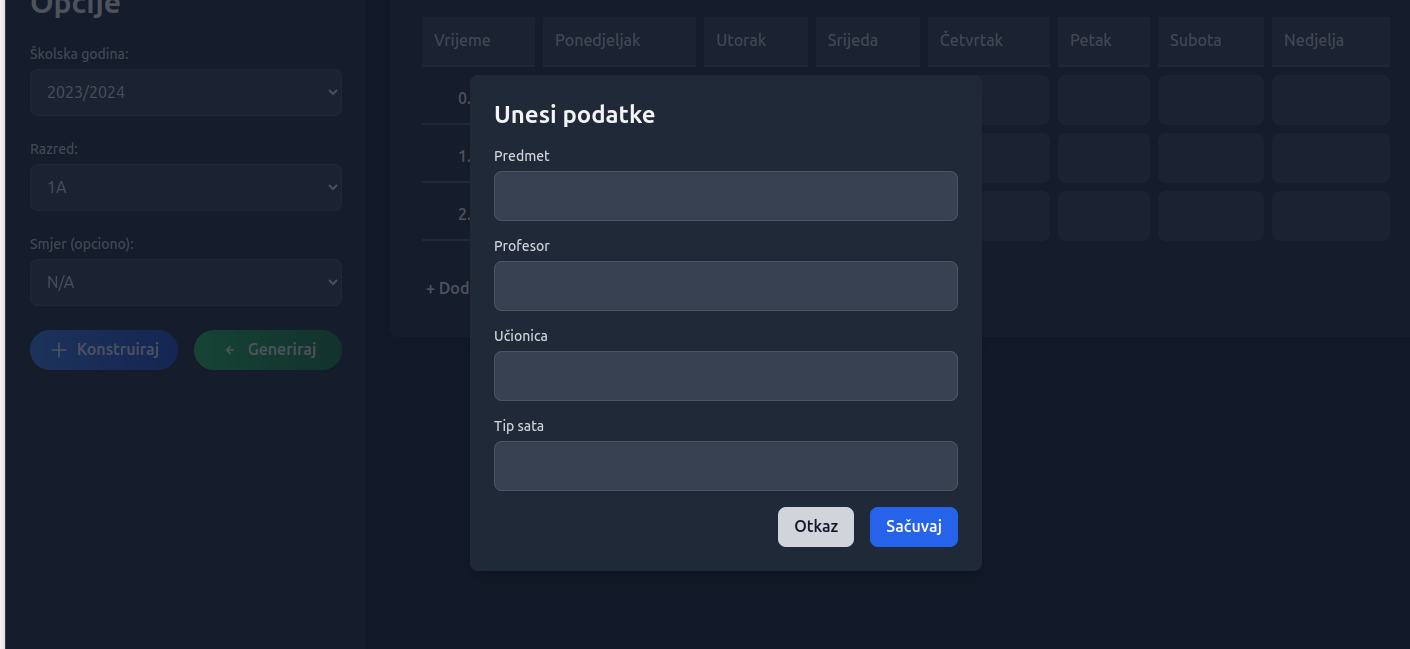 Opcije
Školska godina:
2023/2024
Razred:
1A
Smjer (opciono):
N/A
+ Konstruiraj
← Generiraj
Vrijeme Ponedjeljak Utorak Srijeda Četvrtak Petak Subota Nedjelja
0.
1.
2.
+ Dod
Unesi podatke
Predmet
Profesor
Učionica
Tip sata
Otkaz Sačuvaj